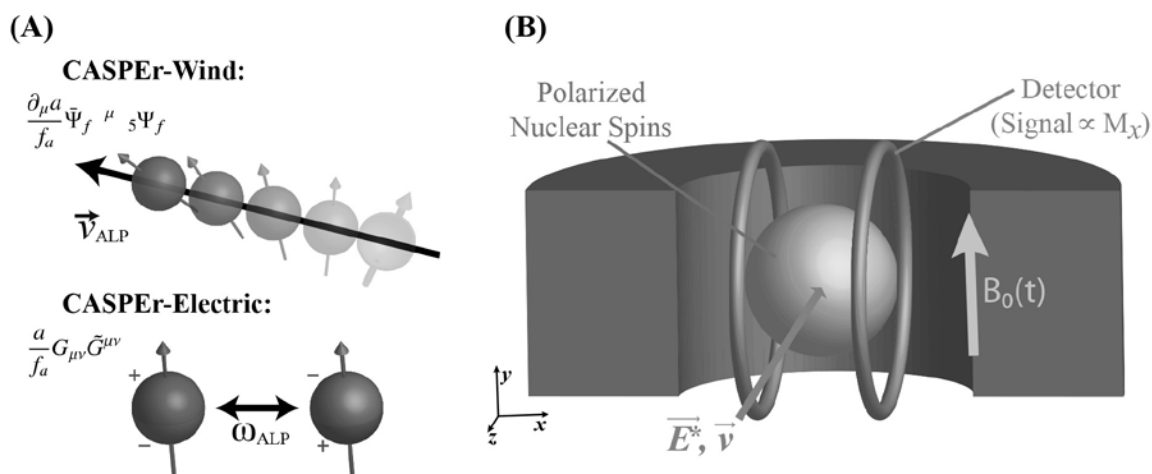 (A)
CASPEr-Wind:
∂μa/fa Ψ̄f μ 5Ψf
v⃗ALP
CASPEr-Electric:
a/fa GμνG̃μν
+
−
ωALP
−
+
(B)
Polarized
Nuclear Spins
Detector
(Signal ∝ Mx)
B0(t)
y
x
z
E⃗*, v⃗